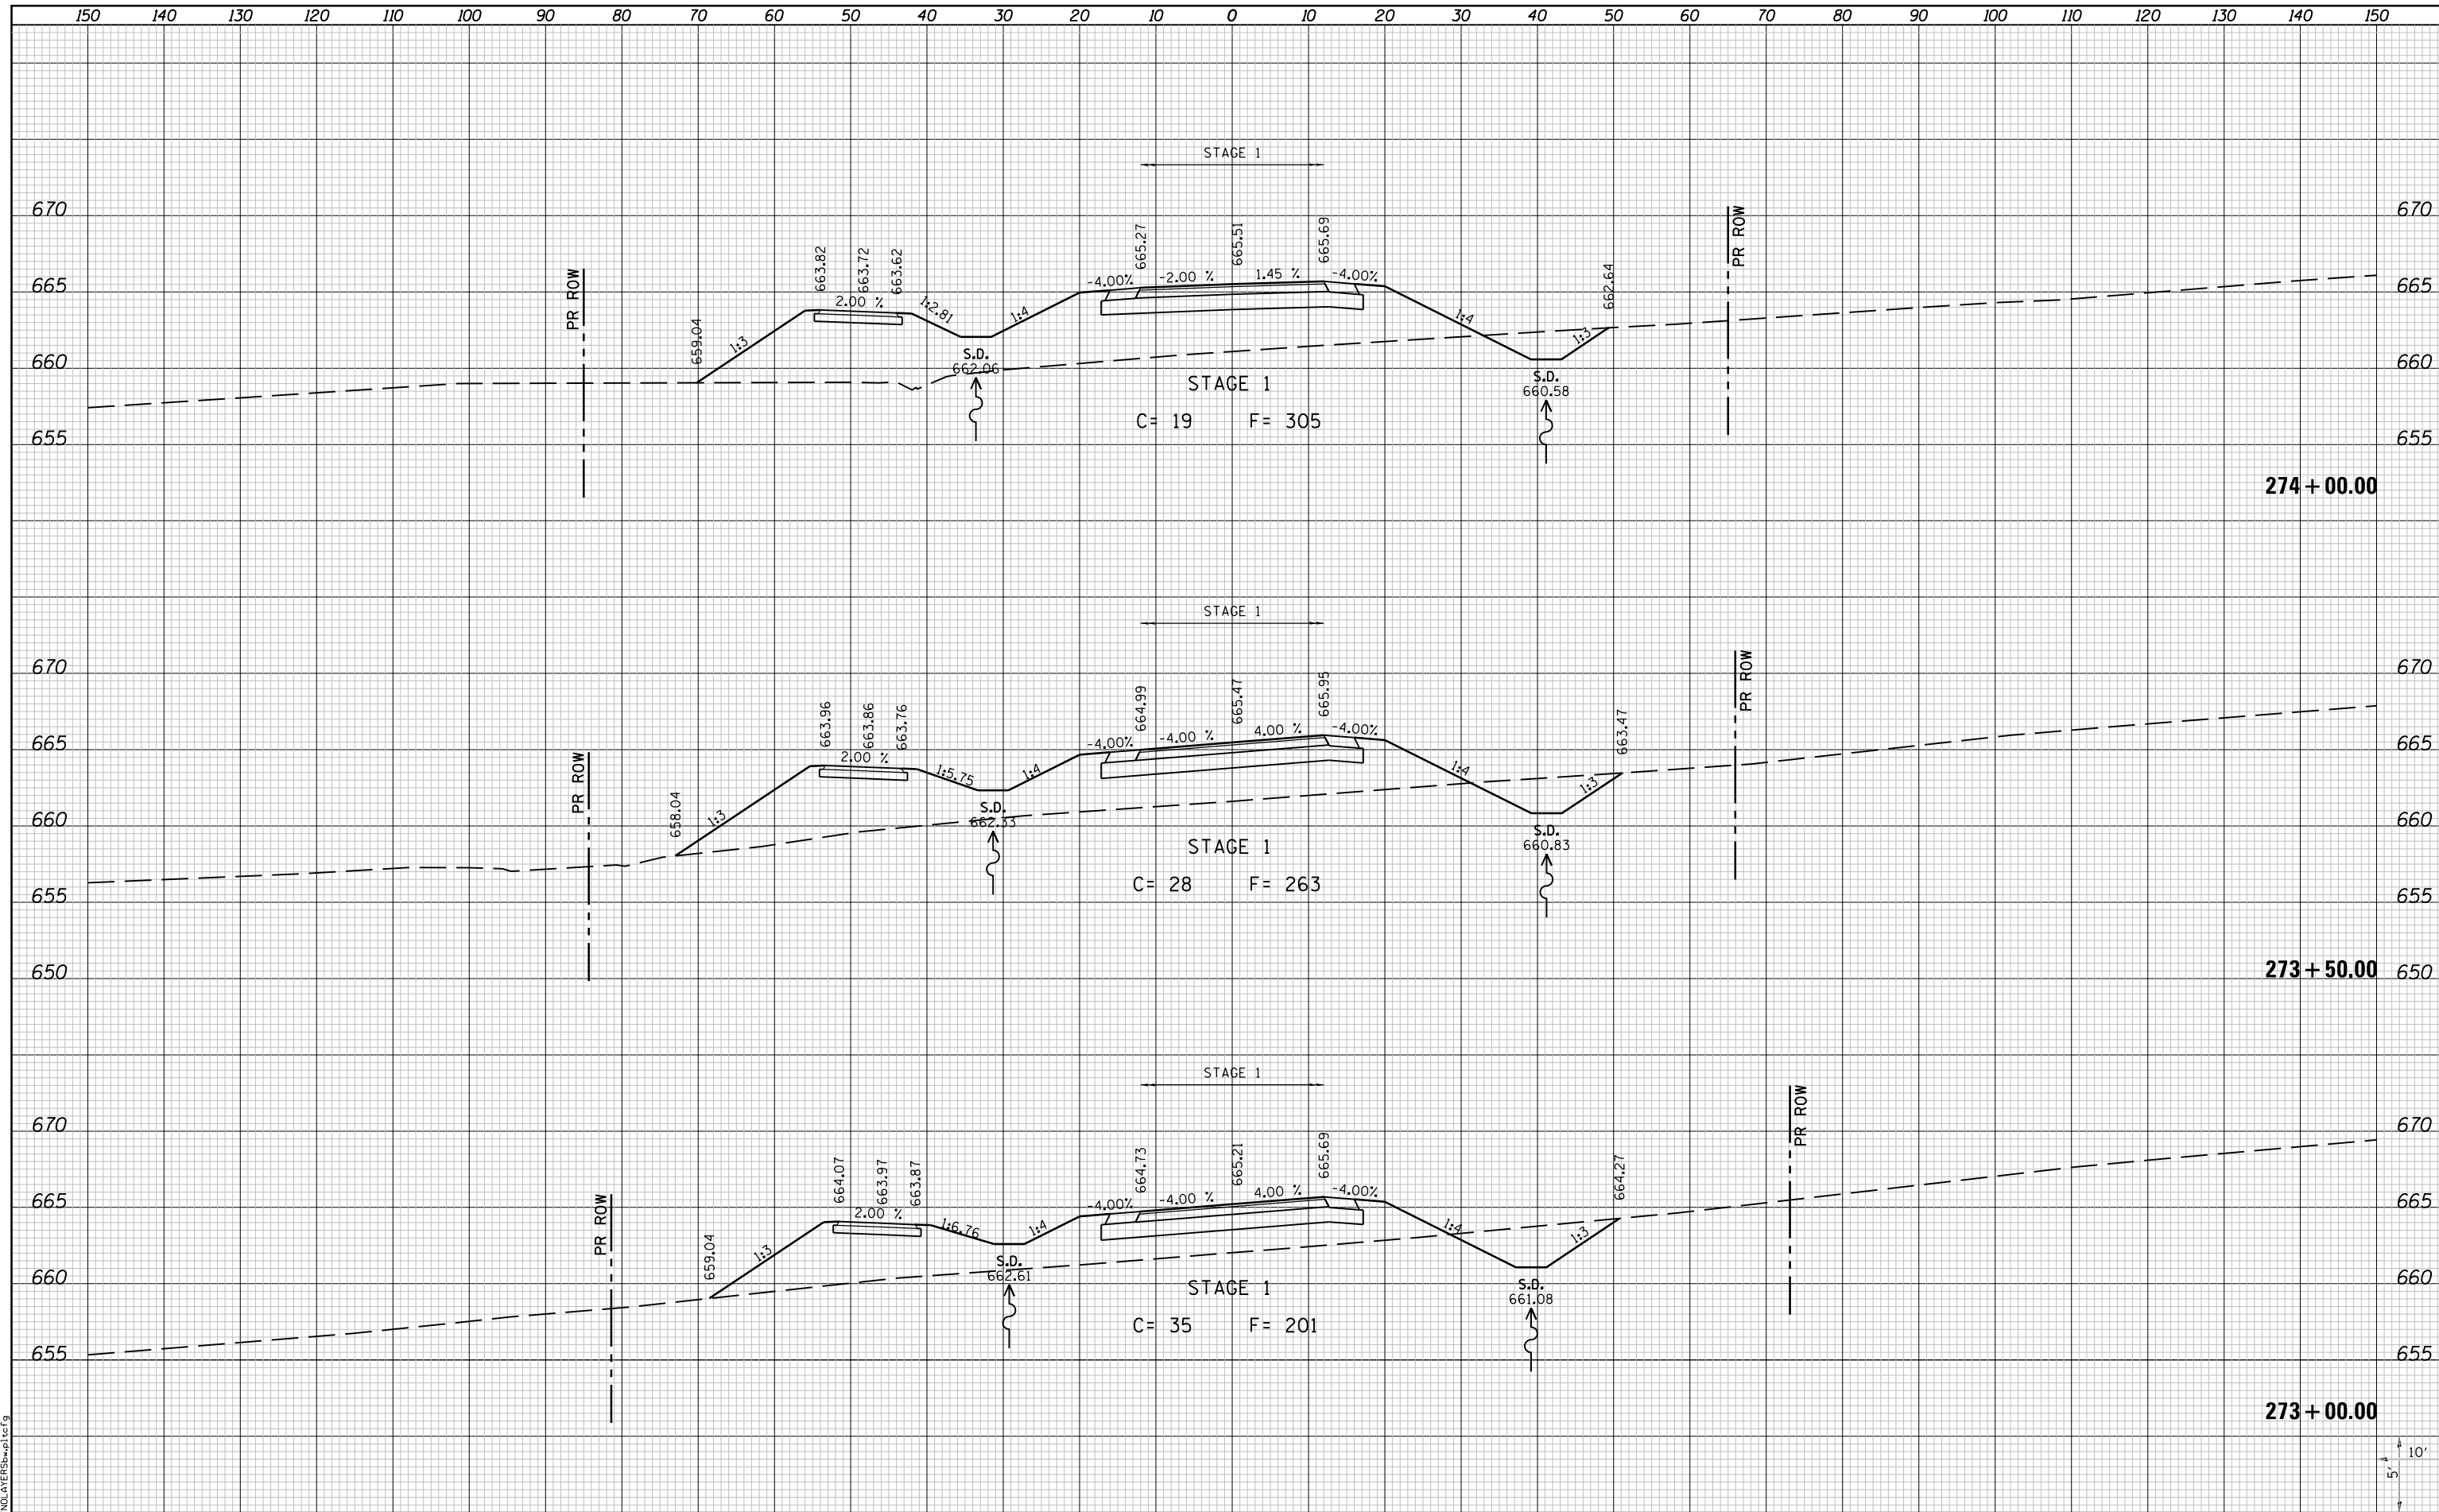 150 140 130 120 110 100 90 80 70 60 50 40 30 20 10 0 10 20 30 40 50 60 70 80 90 100 110 120 130 140 150
STAGE 1
670 670
PR ROW
665.27 665.51 665.69
663.82 663.72 663.62
662.64
PR ROW
-4.00% -2.00 % 1.45 % -4.00%
665 665
2.00 % 1:2.81 1:4 1:4
659.04 1:3 1:3
660 S.D. 660
662.06
S.D.
660.58
STAGE 1
C= 19 F= 305
655 655
274+00.00
STAGE 1
670 670
PR ROW
664.99 665.47 665.95
663.96 663.86 663.76
663.47
PR ROW
-4.00% -4.00 % 4.00 % -4.00%
665 665
2.00 % 1:5.75 1:4 1:4
658.04 1:3 1:3
660 660
S.D.
662.33
S.D.
660.83
STAGE 1
C= 28 F= 263
655 655
650 273+50.00 650
STAGE 1
670 670
PR ROW
664.73 665.21 665.69
664.07 663.97 663.87
664.27
PR ROW
-4.00% -4.00 % 4.00 % -4.00%
665 665
2.00 % 1:6.76 1:4 1:4
659.04 1:3 1:3
660 660
S.D.
662.61
S.D.
661.08
STAGE 1
C= 35 F= 201
655 655
273+00.00
10'
5'
NOLAYERSbw.pltcfg